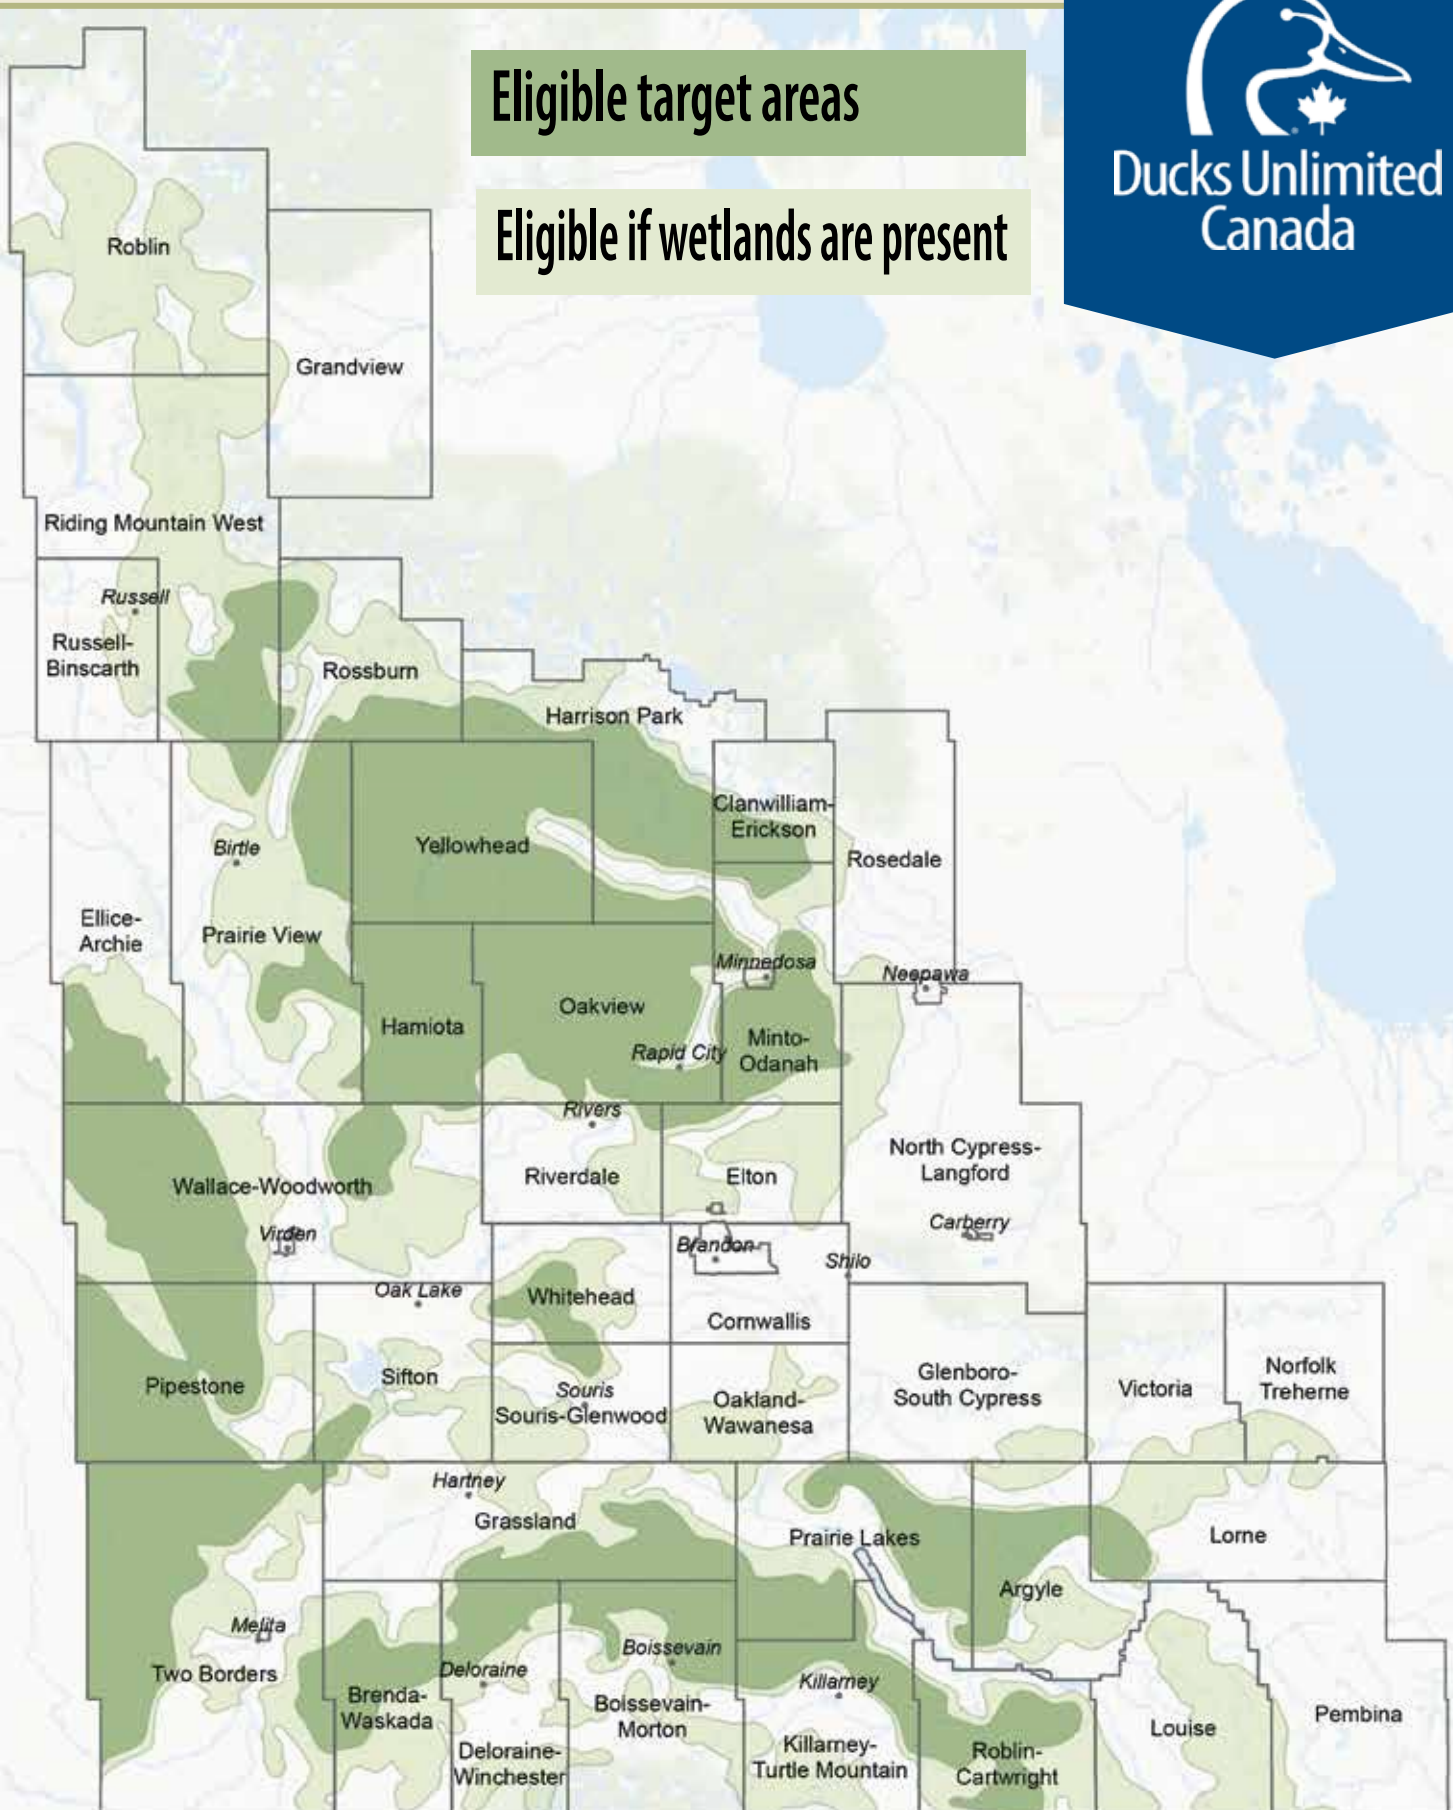 Eligible target areas
Eligible if wetlands are present
Ducks Unlimited
Canada
Roblin
Grandview
Riding Mountain West
Russell
Russell-
Binscarth
Rossburn
Harrison Park
Clanwilliam-
Erickson
Rosedale
Yellowhead
Birtle
Ellice-
Archie
Prairie View
Minnedosa
Neepawa
Oakview
Hamiota
Minto-
Odanah
Rapid City
Rivers
Riverdale
Elton
North Cypress-
Langford
Wallace-Woodworth
Virden
Carberry
Brandon
Shilo
Oak Lake
Whitehead
Cornwallis
Pipestone
Sifton
Souris
Souris-Glenwood
Oakland-
Wawanesa
Glenboro-
South Cypress
Victoria
Norfolk
Treherne
Hartney
Grassland
Prairie Lakes
Argyle
Lorne
Melita
Two Borders
Brenda-
Waskada
Deloraine
Deloraine-
Winchester
Boissevain
Boissevain-
Morton
Killarney
Killarney-
Turtle Mountain
Roblin-
Cartwright
Louise
Pembina